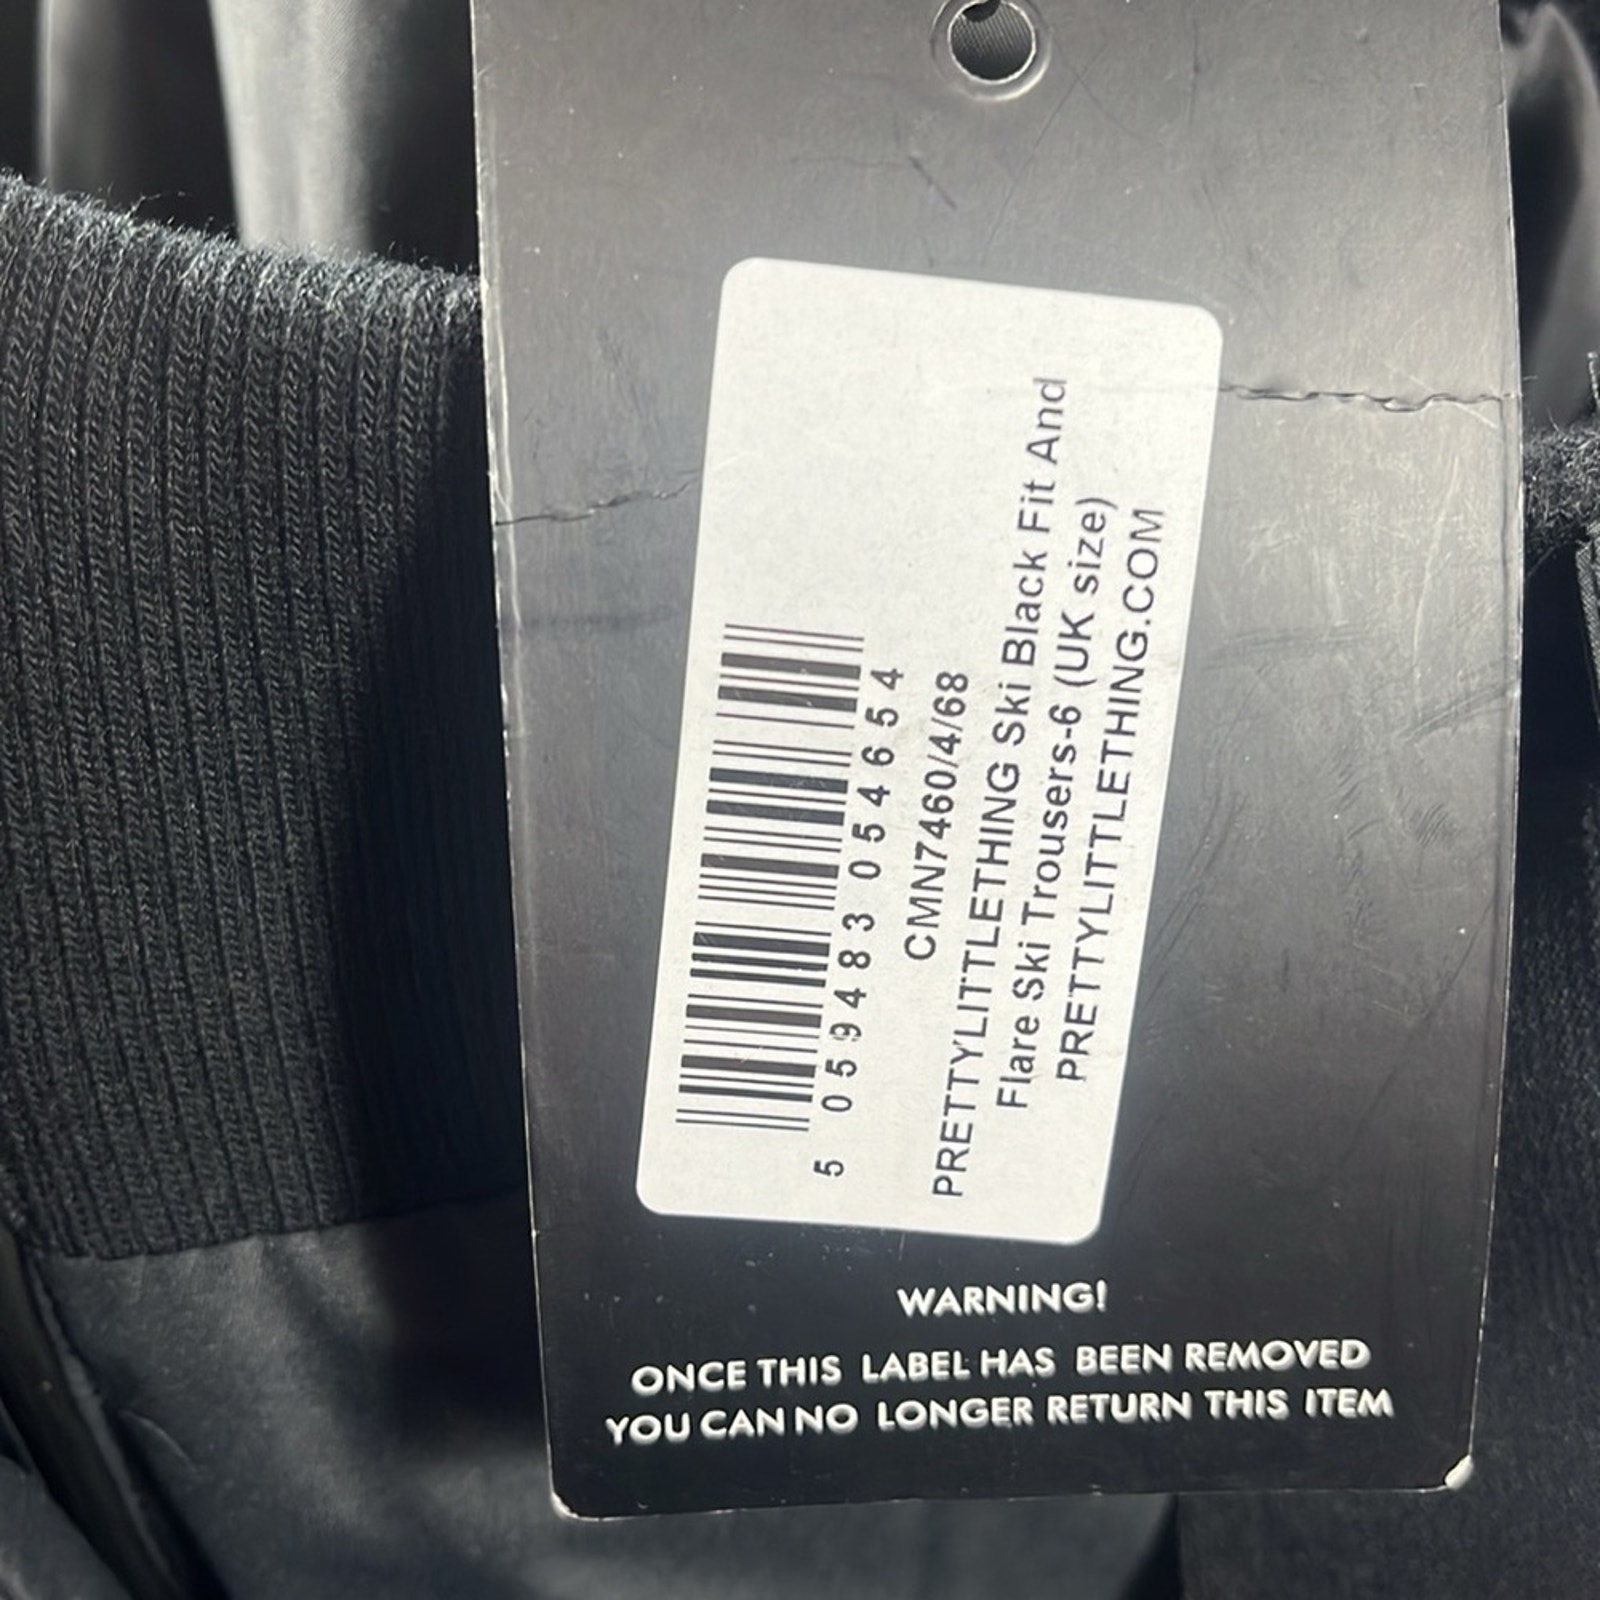 5 059483 054654
CMN7460/4/68
PRETTYLITTLETHING Ski Black Fit And
Flare Ski Trousers-6 (UK size)
PRETTYLITTLETHING.COM
WARNING!
ONCE THIS LABEL HAS BEEN REMOVED
YOU CAN NO LONGER RETURN THIS ITEM